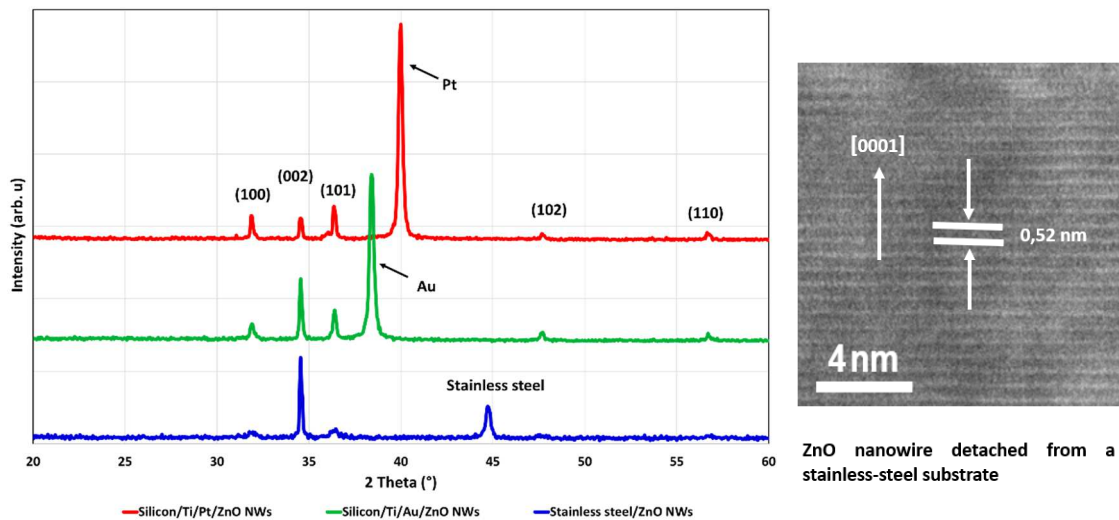 Intensity (arb. u)
Pt
(100)
(002)
(101)
(102)
(110)
Au
Stainless steel
20
25
30
35
40
45
50
55
60
2 Theta (°)
Silicon/Ti/Pt/ZnO NWs
Silicon/Ti/Au/ZnO NWs
Stainless steel/ZnO NWs
[0001]
0,52 nm
4 nm
ZnO nanowire detached from a
stainless-steel substrate